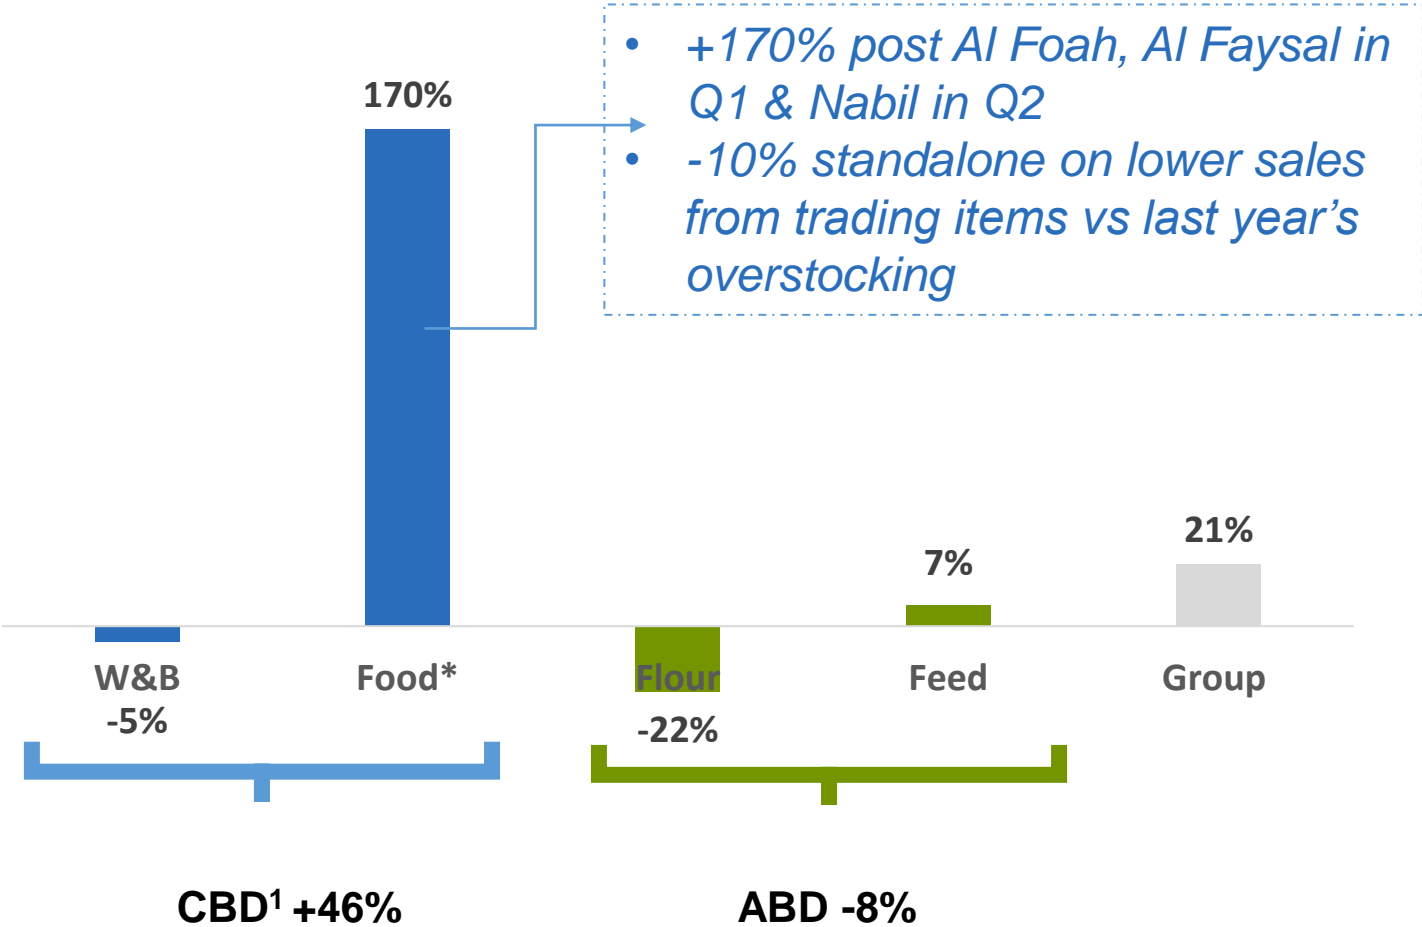 • +170% post Al Foah, Al Faysal in
Q1 & Nabil in Q2
• -10% standalone on lower sales
from trading items vs last year's
overstocking
170%
21%
7%
W&B
Food*
Flour
Feed
Group
-5%
-22%
CBD¹ +46%
ABD -8%